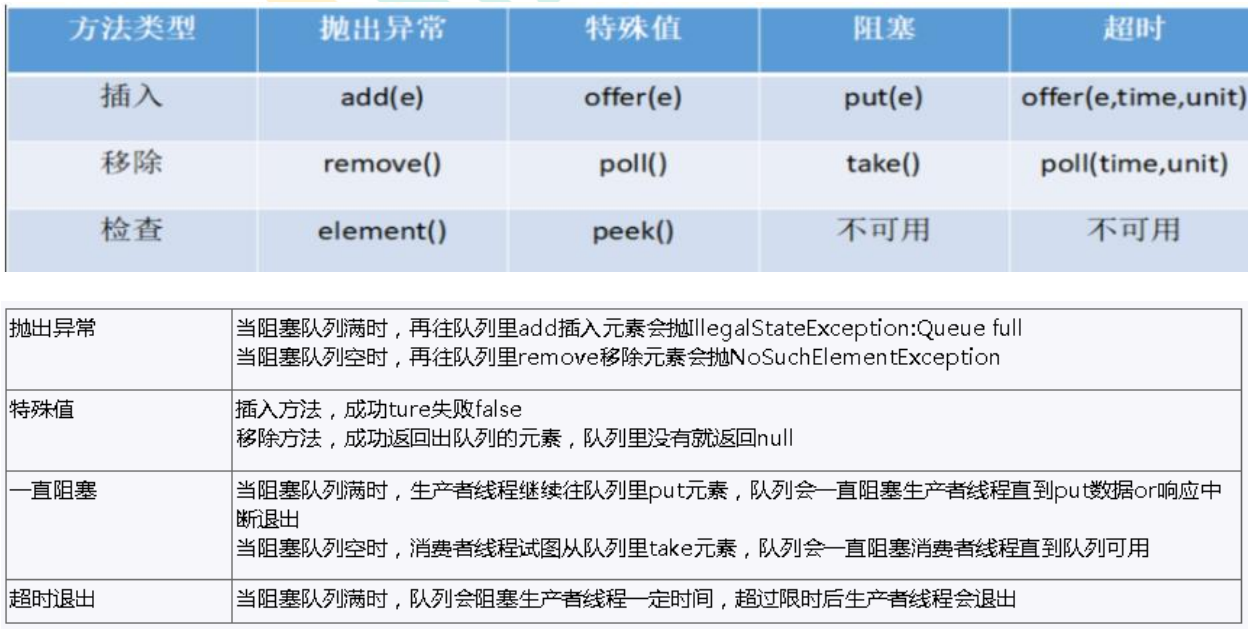 方法类型 抛出异常 特殊值 阻塞 超时
插入 add(e) offer(e) put(e) offer(e,time,unit)
移除 remove() poll() take() poll(time,unit)
检查 element() peek() 不可用 不可用
抛出异常 当阻塞队列满时，再往队列里add插入元素会抛IllegalStateException:Queue full
当阻塞队列空时，再往队列里remove移除元素会抛NoSuchElementException
特殊值 插入方法，成功ture失败false
移除方法，成功返回出队列的元素，队列里没有就返回null
一直阻塞 当阻塞队列满时，生产者线程继续往队列里put元素，队列会一直阻塞生产者线程直到put数据or响应中
断退出
当阻塞队列空时，消费者线程试图从队列里take元素，队列会一直阻塞消费者线程直到队列可用
超时退出 当阻塞队列满时，队列会阻塞生产者线程一定时间，超过限时后生产者线程会退出